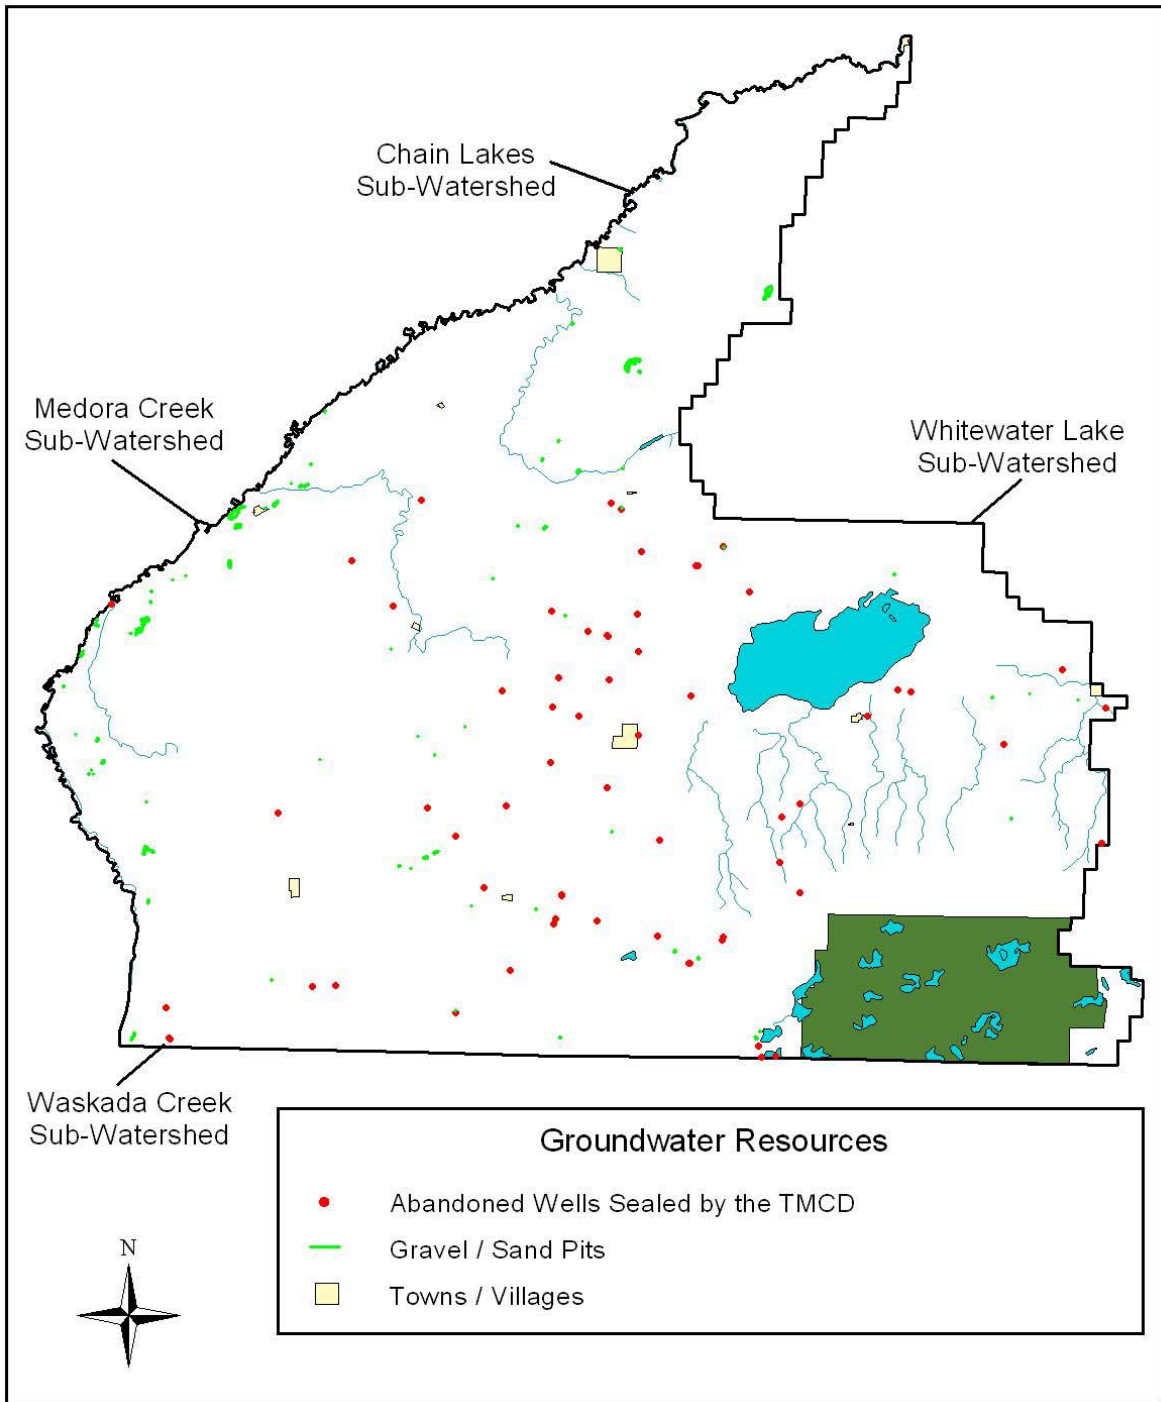 Chain Lakes
Sub-Watershed
Medora Creek
Sub-Watershed
Whitewater Lake
Sub-Watershed
Waskada Creek
Sub-Watershed
Groundwater Resources
Abandoned Wells Sealed by the TMCD
Gravel / Sand Pits
Towns / Villages
N